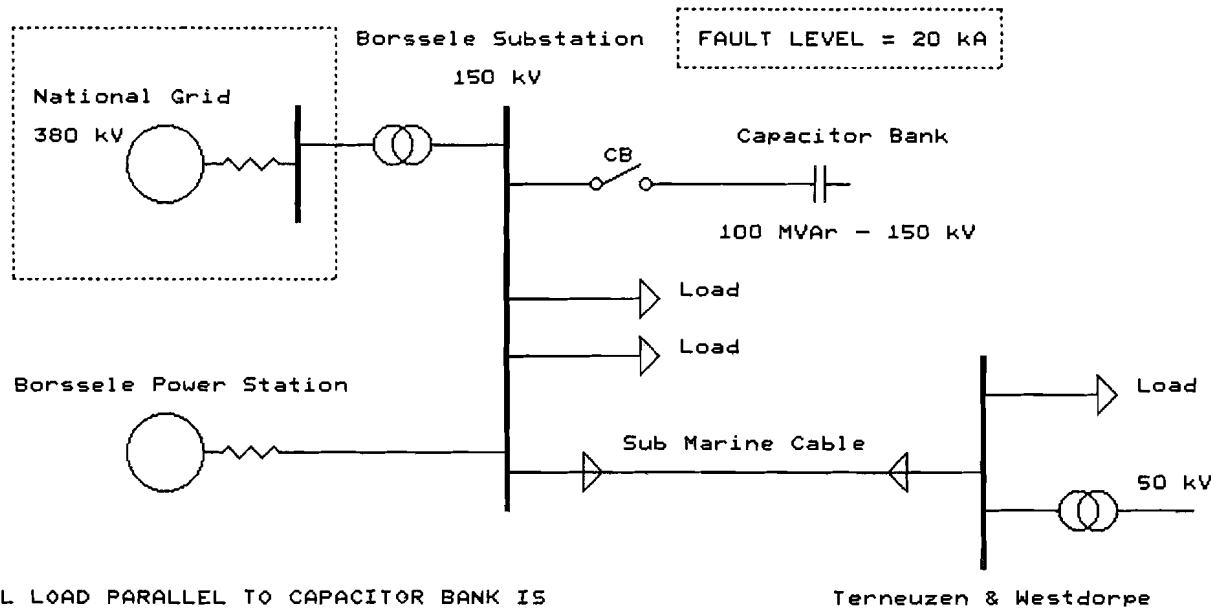 Borssele Substation
150 kV
FAULT LEVEL = 20 kA
National Grid
380 kV
CB
Capacitor Bank
100 MVAr - 150 kV
Load
Load
Borssele Power Station
Load
Sub Marine Cable
50 kV
L LOAD PARALLEL TO CAPACITOR BANK IS
Terneuzen & Westdorpe